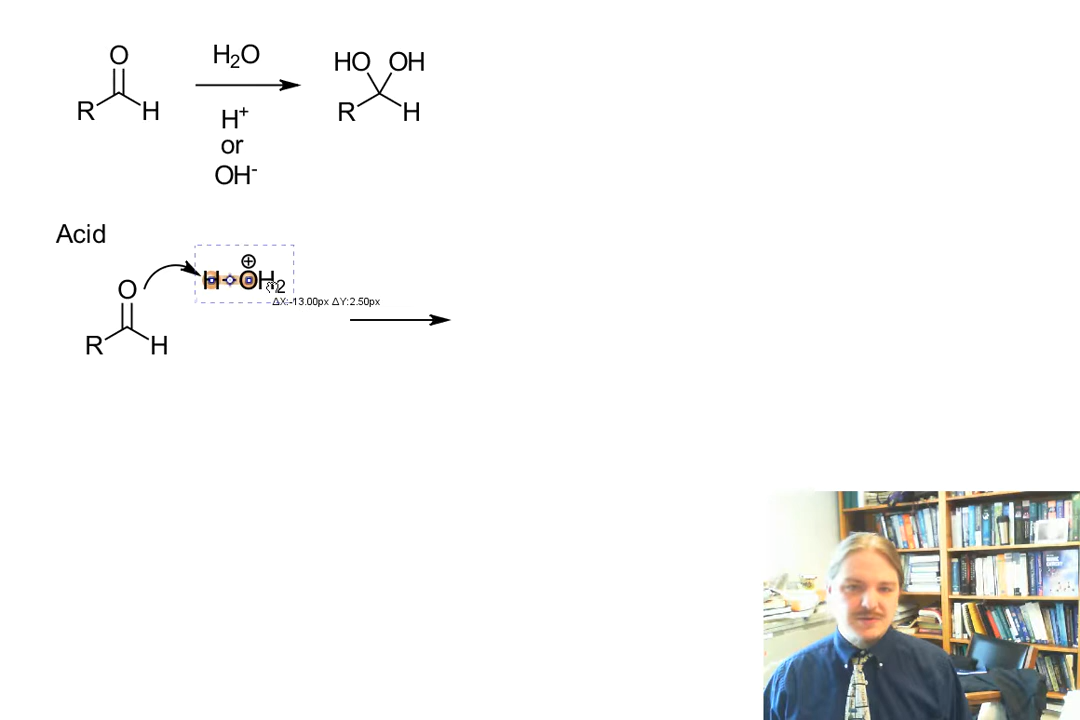 O
R H
H₂O
H⁺
or
OH⁻
HO OH
R H
Acid
O
R H
⊕
H-OH₂
ΔX:-13.00px ΔY:2.50px